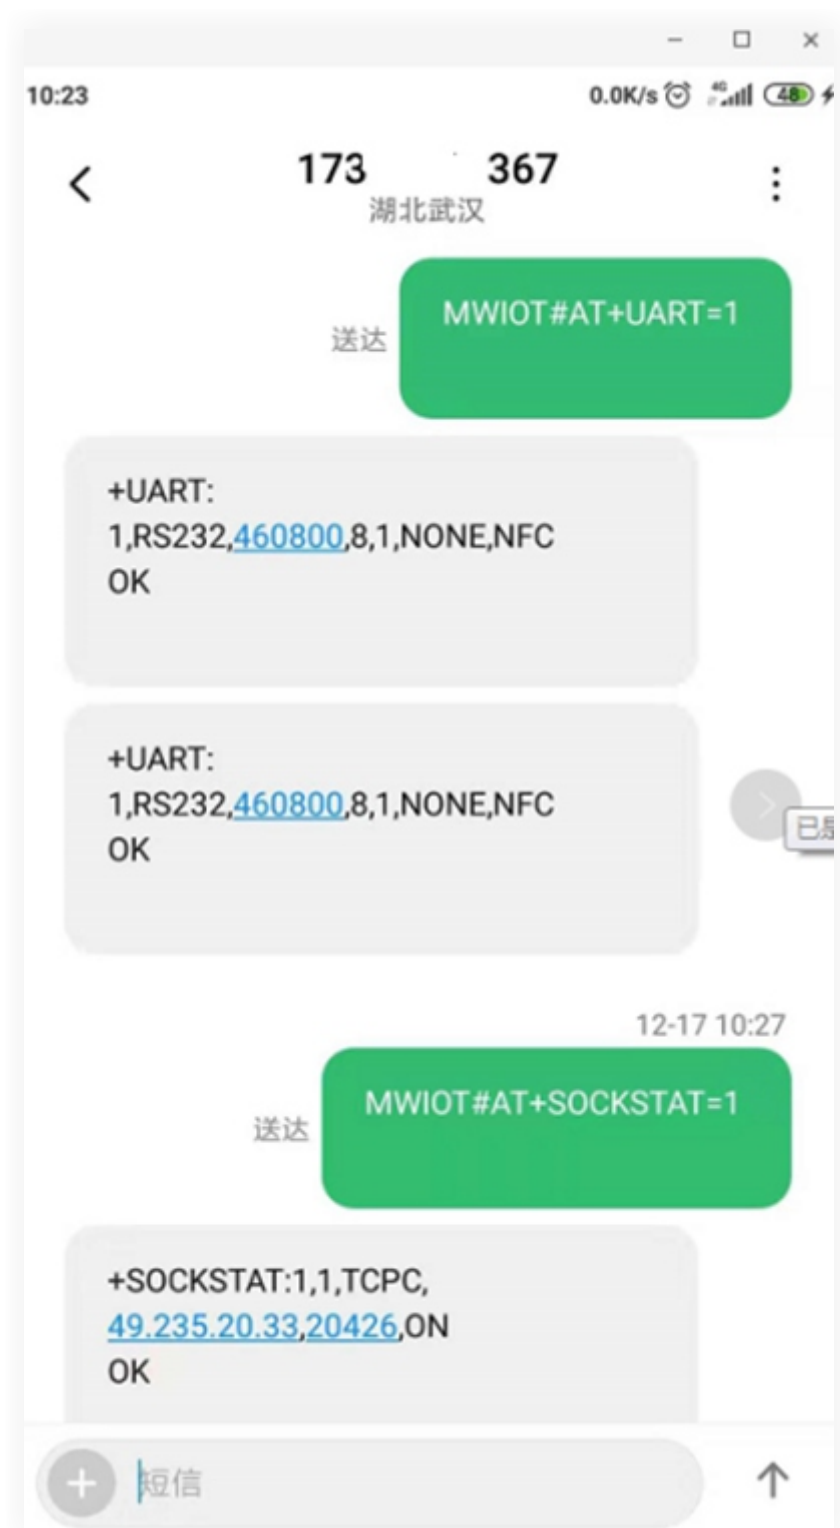 10:23
0.0K/s 4G 48
173 367
湖北武汉
MWIOT#AT+UART=1
送达
+UART:
1,RS232,460800,8,1,NONE,NFC
OK
+UART:
1,RS232,460800,8,1,NONE,NFC
OK
已是
12-17 10:27
MWIOT#AT+SOCKSTAT=1
送达
+SOCKSTAT:1,1,TCPC,
49.235.20.33,20426,ON
OK
短信